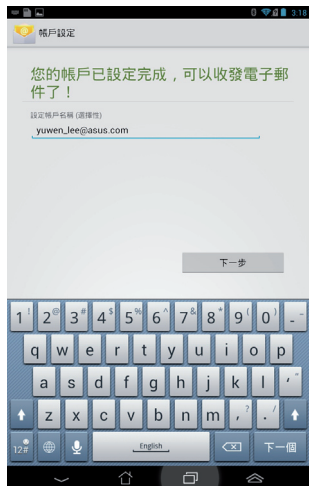 3:18
帳戶設定
您的帳戶已設定完成，可以收發電子郵
件了！
設定帳戶名稱 (選擇性)
yuwen_lee@asus.com
下一步
1 ! 2 @ 3 # 4 $ 5 % 6 ^ 7 & 8 * 9 ( 0 ) - _
q w e r t y u i o p
a s d f g h j k l ' "
z x c v b n m , ? . /
12# English 下一個